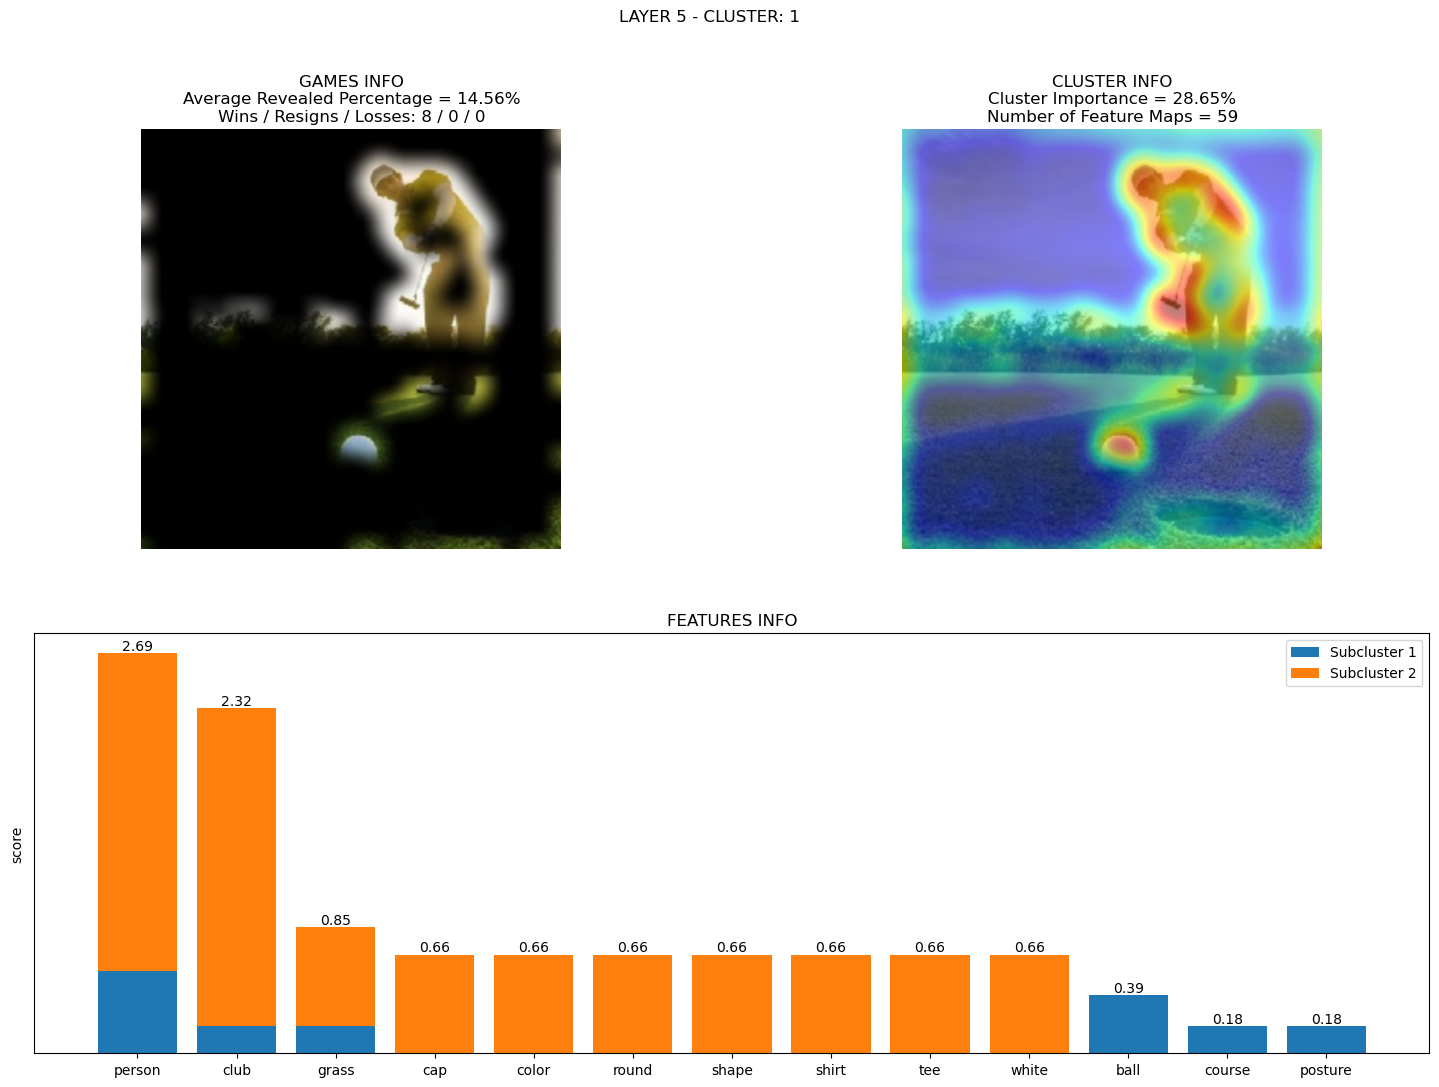 LAYER 5 - CLUSTER: 1
GAMES INFO
Average Revealed Percentage = 14.56%
Wins / Resigns / Losses: 8 / 0 / 0
CLUSTER INFO
Cluster Importance = 28.65%
Number of Feature Maps = 59
FEATURES INFO
Subcluster 1
Subcluster 2
score
2.69
2.32
0.85
0.66
0.66
0.66
0.66
0.66
0.66
0.66
0.39
0.18
0.18
person
club
grass
cap
color
round
shape
shirt
tee
white
ball
course
posture